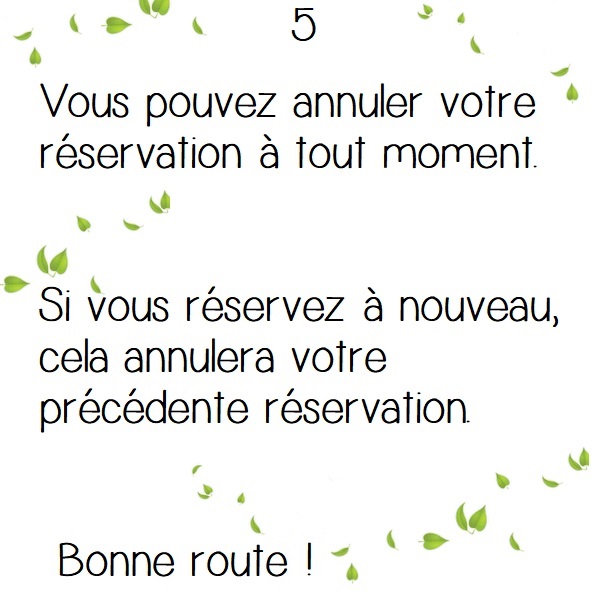 5
Vous pouvez annuler votre
réservation à tout moment.
Si vous réservez à nouveau,
cela annulera votre
précédente réservation.
Bonne route !